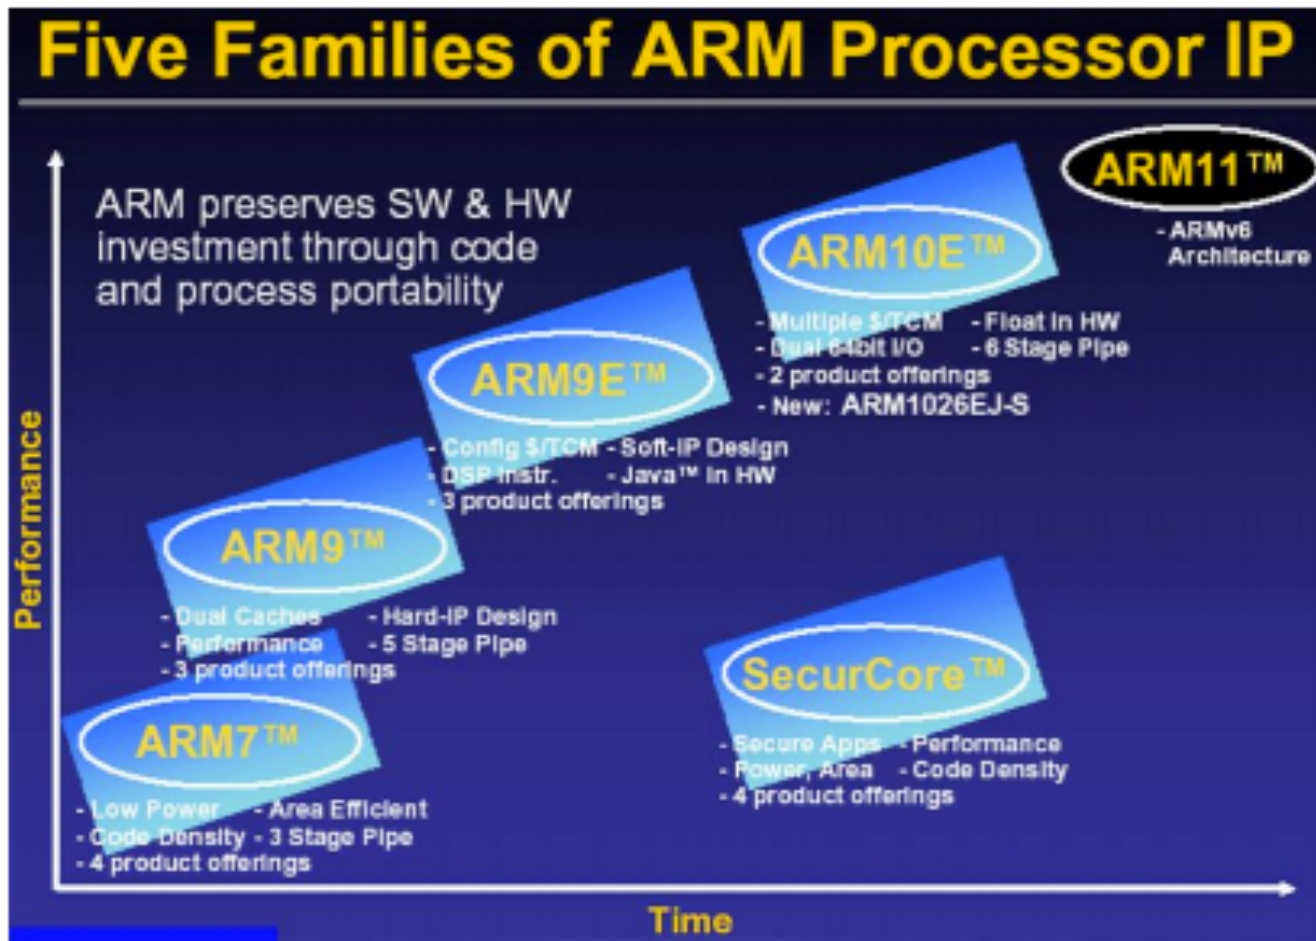 Five Families of ARM Processor IP
ARM preserves SW & HW
investment through code
and process portability
ARM11™
- ARMv6
Architecture
ARM10E™
- Multiple $/TCM - Float in HW
- Dual 64bit I/O - 6 Stage Pipe
- 2 product offerings
- New: ARM1026EJ-S
ARM9E™
- Config $/TCM - Soft-IP Design
- DSP Instr. - Java™ in HW
- 3 product offerings
ARM9™
- Dual Caches - Hard-IP Design
- Performance - 5 Stage Pipe
- 3 product offerings
SecurCore™
- Secure Apps - Performance
- Power, Area - Code Density
- 4 product offerings
ARM7™
- Low Power - Area Efficient
- Code Density - 3 Stage Pipe
- 4 product offerings
Performance
Time